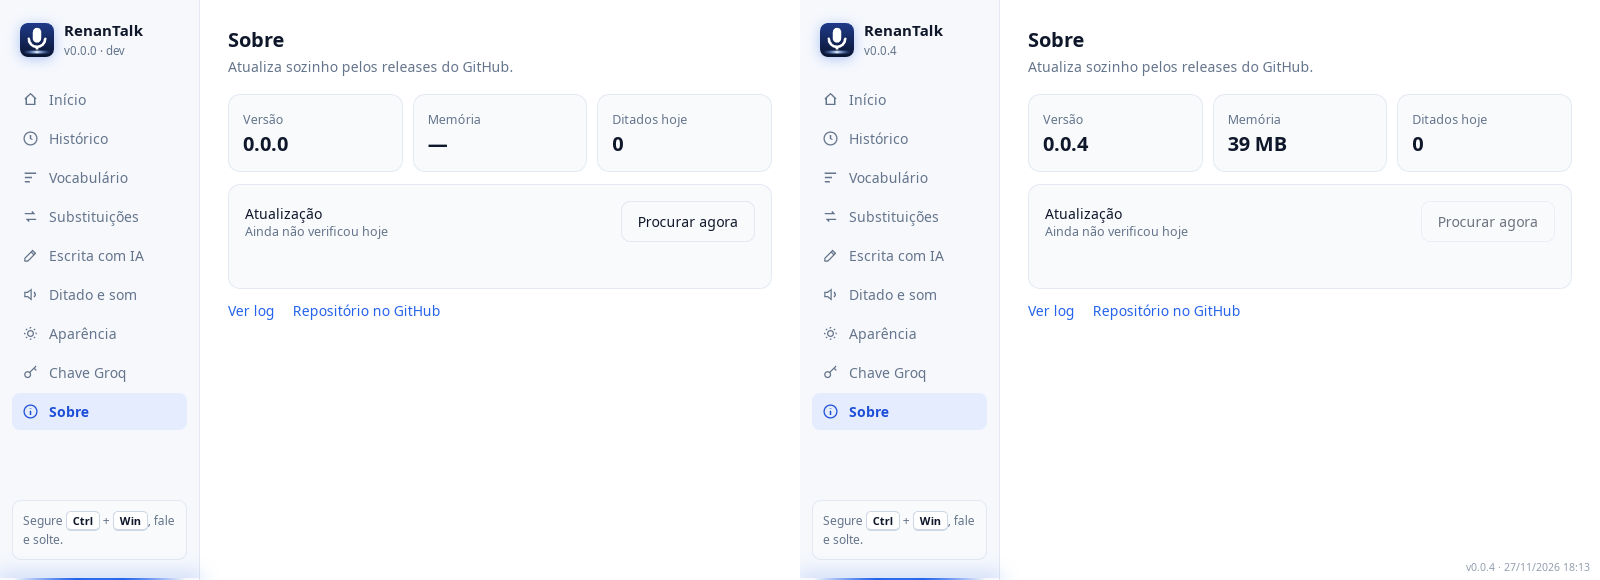 RenanTalk
v0.0.0 · dev
Início
Histórico
Vocabulário
Substituições
Escrita com IA
Ditado e som
Aparência
Chave Groq
Sobre
Segure Ctrl + Win, fale
e solte.
Sobre
Atualiza sozinho pelos releases do GitHub.
Versão
0.0.0
Memória
—
Ditados hoje
0
Atualização
Ainda não verificou hoje
Procurar agora
Ver log
Repositório no GitHub
RenanTalk
v0.0.4
Início
Histórico
Vocabulário
Substituições
Escrita com IA
Ditado e som
Aparência
Chave Groq
Sobre
Segure Ctrl + Win, fale
e solte.
Sobre
Atualiza sozinho pelos releases do GitHub.
Versão
0.0.4
Memória
39 MB
Ditados hoje
0
Atualização
Ainda não verificou hoje
Procurar agora
Ver log
Repositório no GitHub
v0.0.4 · 27/11/2026 18:13